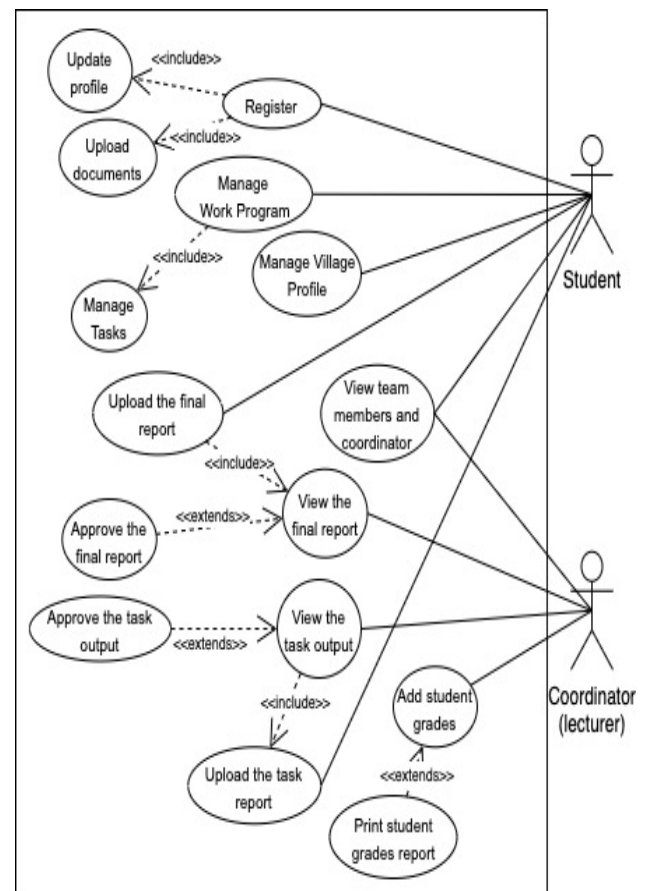 Update
profile
<<include>>
Register
<<include>>
Upload
documents
Manage
Work Program
<<include>>
Manage Village
Profile
Student
Manage
Tasks
Upload the final
report
View team
members and
coordinator
<<include>>
View the
final report
<<extends>>
Approve the
final report
Approve the task
output
<<extends>>
View the
task output
<<include>>
Add student
grades
Coordinator
(lecturer)
Upload the task
report
<<extends>>
Print student
grades report